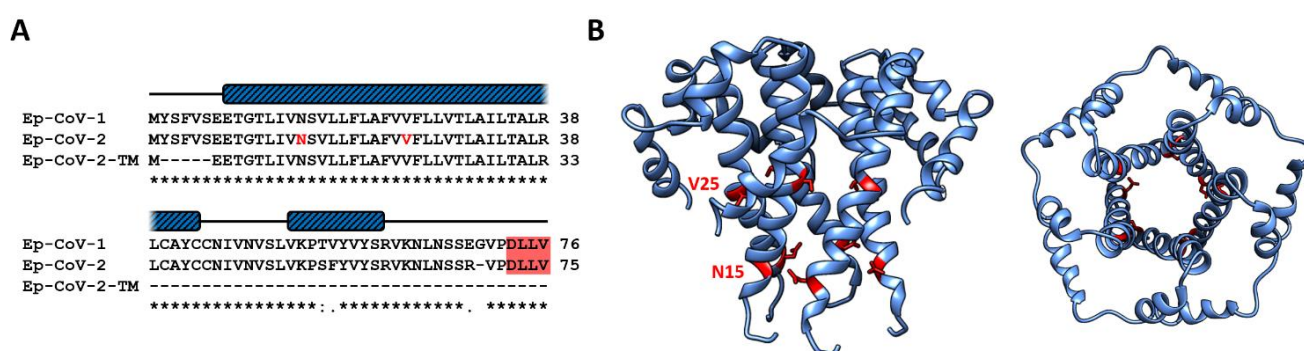 A
Ep-CoV-1 MYSFVSEETGTLIVNSVLLFLAFVVFLLVTLAILTALR 38
Ep-CoV-2 MYSFVSEETGTLIVNSVLLFLAFVVFLLVTLAILTALR 38
Ep-CoV-2-TM M-----EETGTLIVNSVLLFLAFVVFLLVTLAILTALR 33
**************************************
Ep-CoV-1 LCAYCCNIVNVSLVKPTVYVYSRVKNLNSSEGVPDLLV 76
Ep-CoV-2 LCAYCCNIVNVSLVKPSFYVYSRVKNLNSSR-VPDLLV 75
Ep-CoV-2-TM --------------------------------------
****************:.************. ******
B
V25
N15